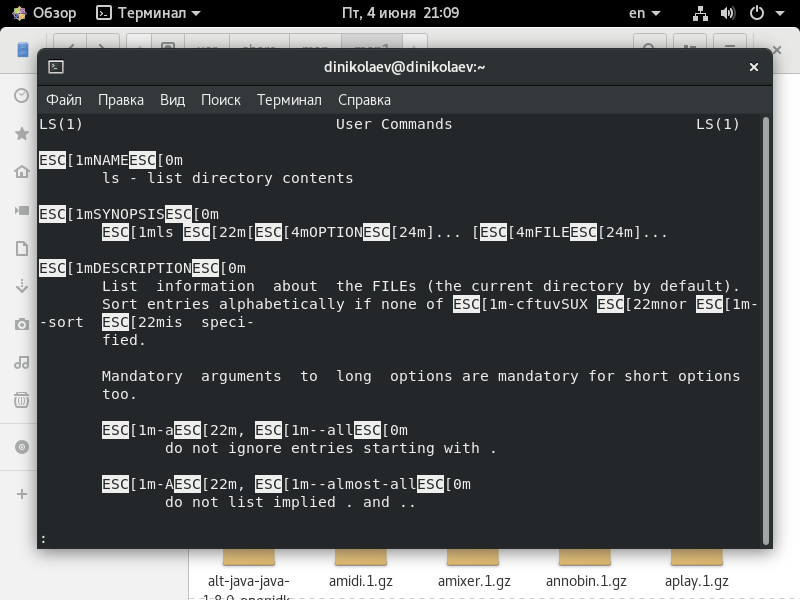 Обзор Терминал Пт, 4 июня 21:09 en
dinikolaev@dinikolaev:~
Файл Правка Вид Поиск Терминал Справка
LS(1) User Commands LS(1)
ESC[1mNAMEESC[0m
ls - list directory contents
ESC[1mSYNOPSISESC[0m
ESC[1mls ESC[22m[ESC[4mOPTIONESC[24m]... [ESC[4mFILEESC[24m]...
ESC[1mDESCRIPTIONESC[0m
List information about the FILEs (the current directory by default).
Sort entries alphabetically if none of ESC[1m-cftuvSUX ESC[22mnor ESC[1m-
-sort ESC[22mis speci-
fied.
Mandatory arguments to long options are mandatory for short options
too.
ESC[1m-aESC[22m, ESC[1m--allESC[0m
do not ignore entries starting with .
ESC[1m-AESC[22m, ESC[1m--almost-allESC[0m
do not list implied . and ..
:
alt-java-java- amidi.1.gz amixer.1.gz annobin.1.gz aplay.1.gz